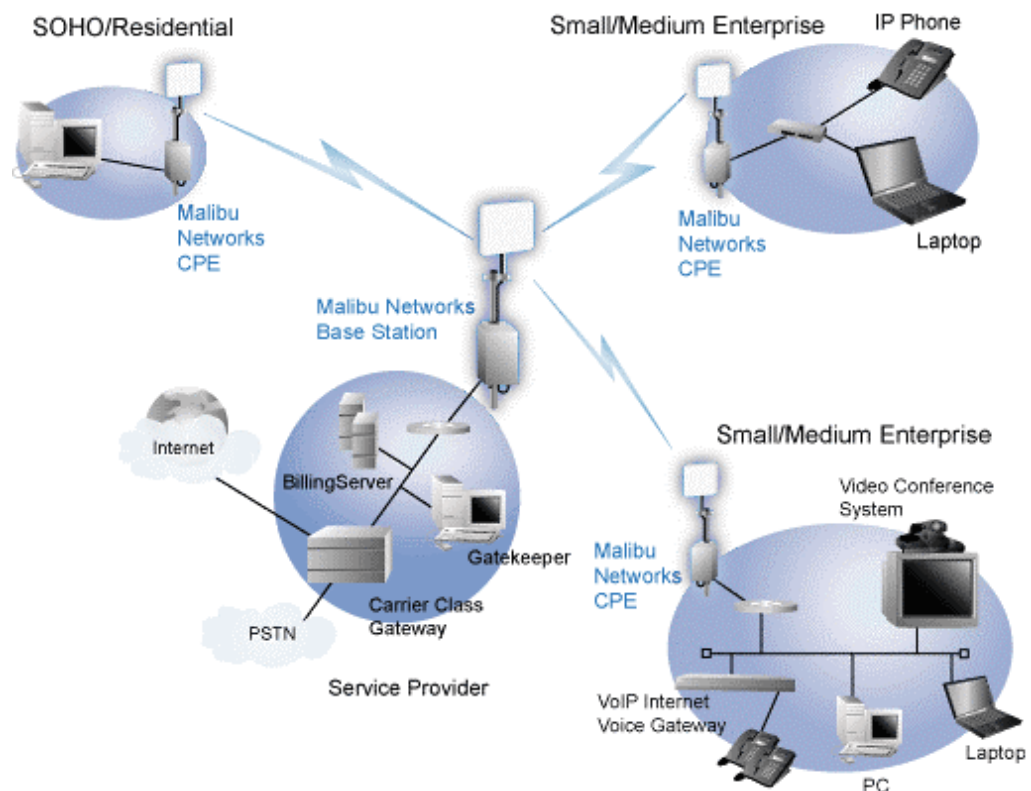 SOHO/Residential
Small/Medium Enterprise
IP Phone
Malibu
Networks
CPE
Malibu
Networks
CPE
Laptop
Malibu Networks
Base Station
Internet
BillingServer
Gatekeeper
Carrier Class
Gateway
PSTN
Service Provider
Small/Medium Enterprise
Video Conference
System
Malibu
Networks
CPE
VoIP Internet
Voice Gateway
PC
Laptop